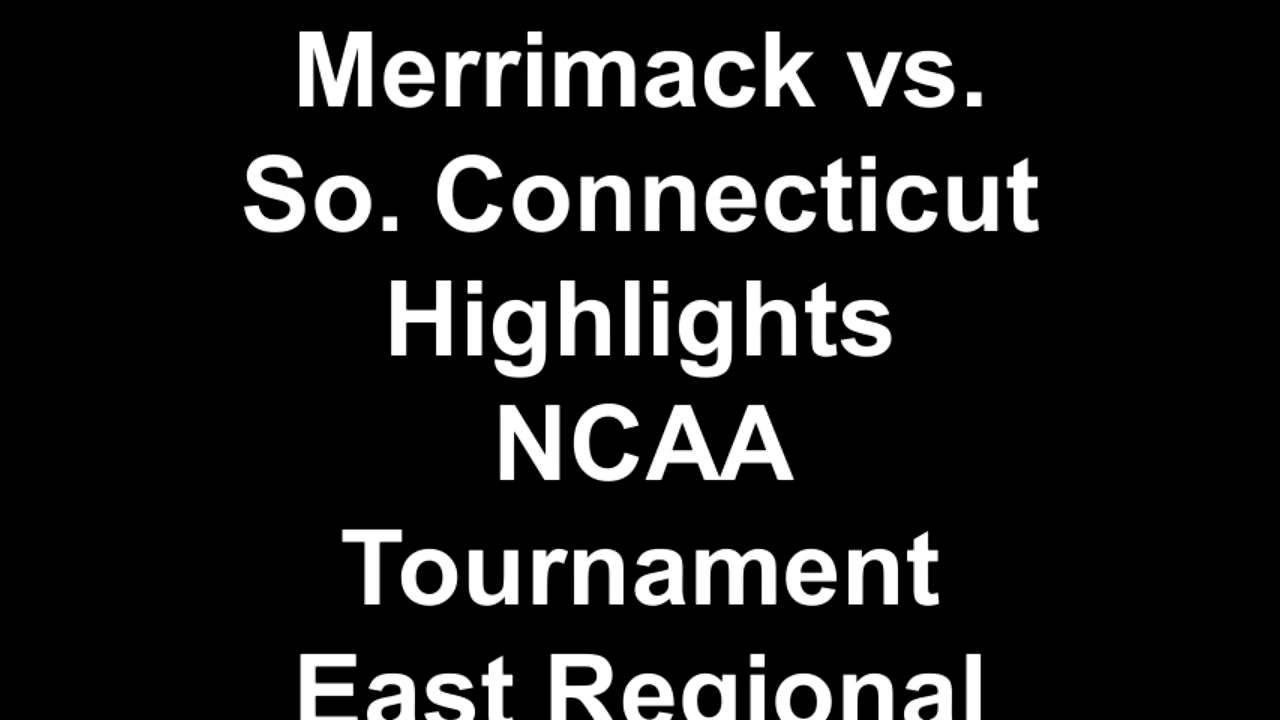 Merrimack vs.
So. Connecticut
Highlights
NCAA
Tournament
East Regional